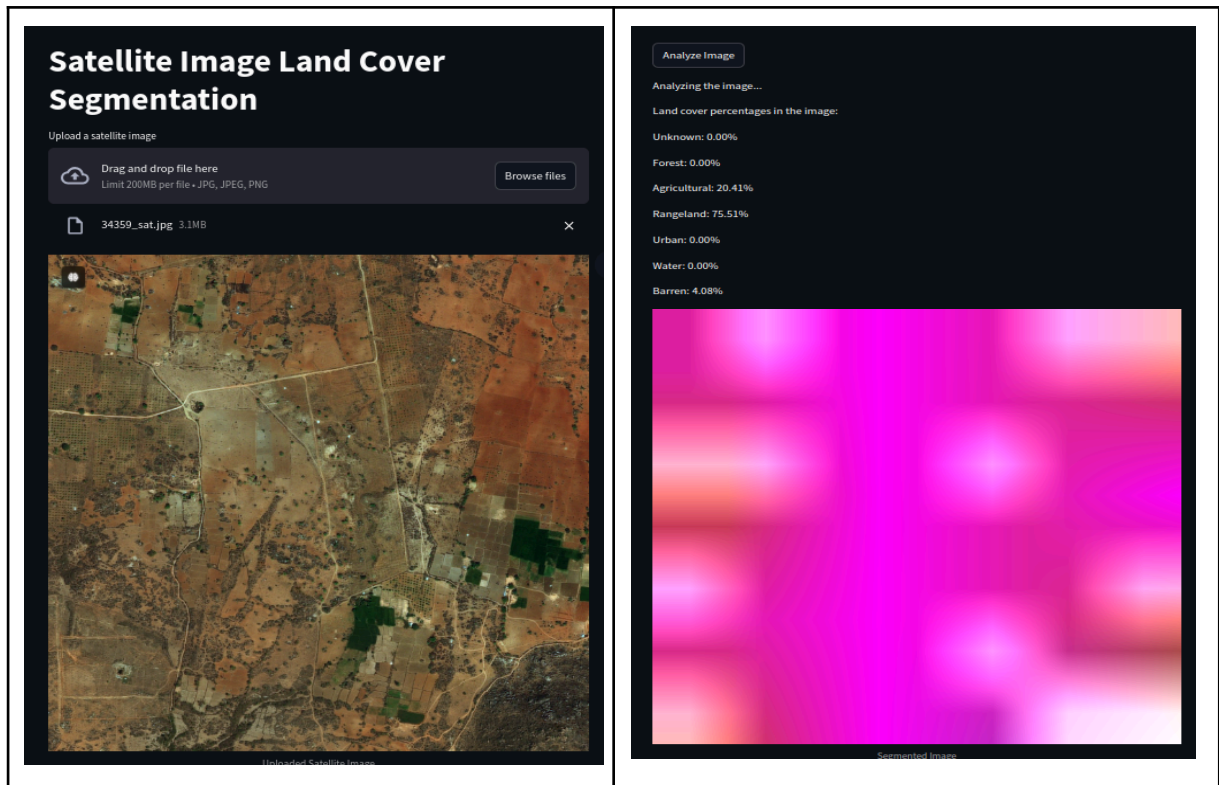 Satellite Image Land Cover
Segmentation
Upload a satellite image
Drag and drop file here
Limit 200MB per file • JPG, JPEG, PNG
Browse files
34359_sat.jpg 3.1MB
Uploaded Satellite Image
Analyze Image
Analyzing the image...
Land cover percentages in the image:
Unknown: 0.00%
Forest: 0.00%
Agricultural: 20.41%
Rangeland: 75.51%
Urban: 0.00%
Water: 0.00%
Barren: 4.08%
Segmented Image